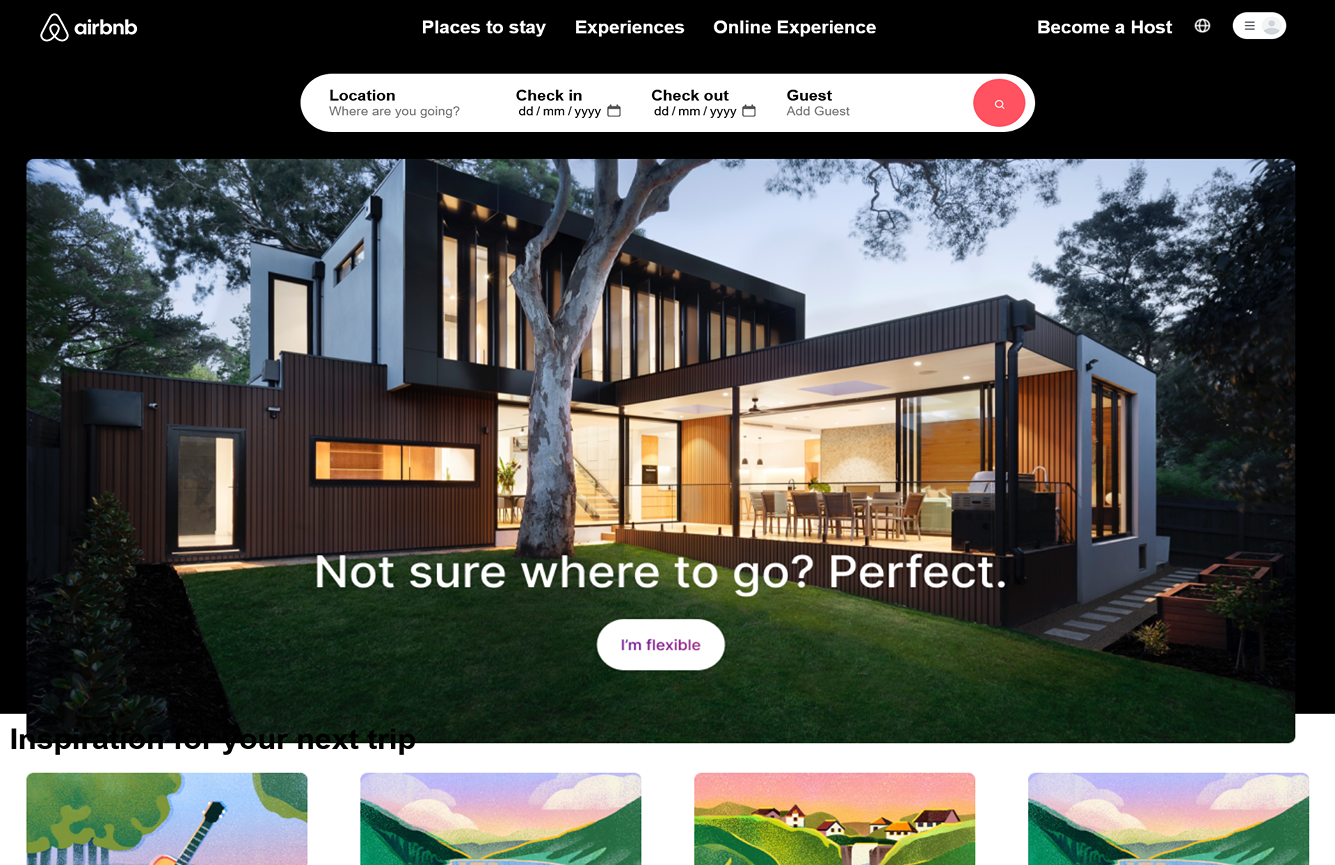 airbnb
Places to stay Experiences Online Experience
Become a Host
Location Check in Check out Guest
Where are you going? dd/mm/yyyy dd/mm/yyyy Add Guest
Not sure where to go? Perfect.
I'm flexible
Inspiration for your next trip